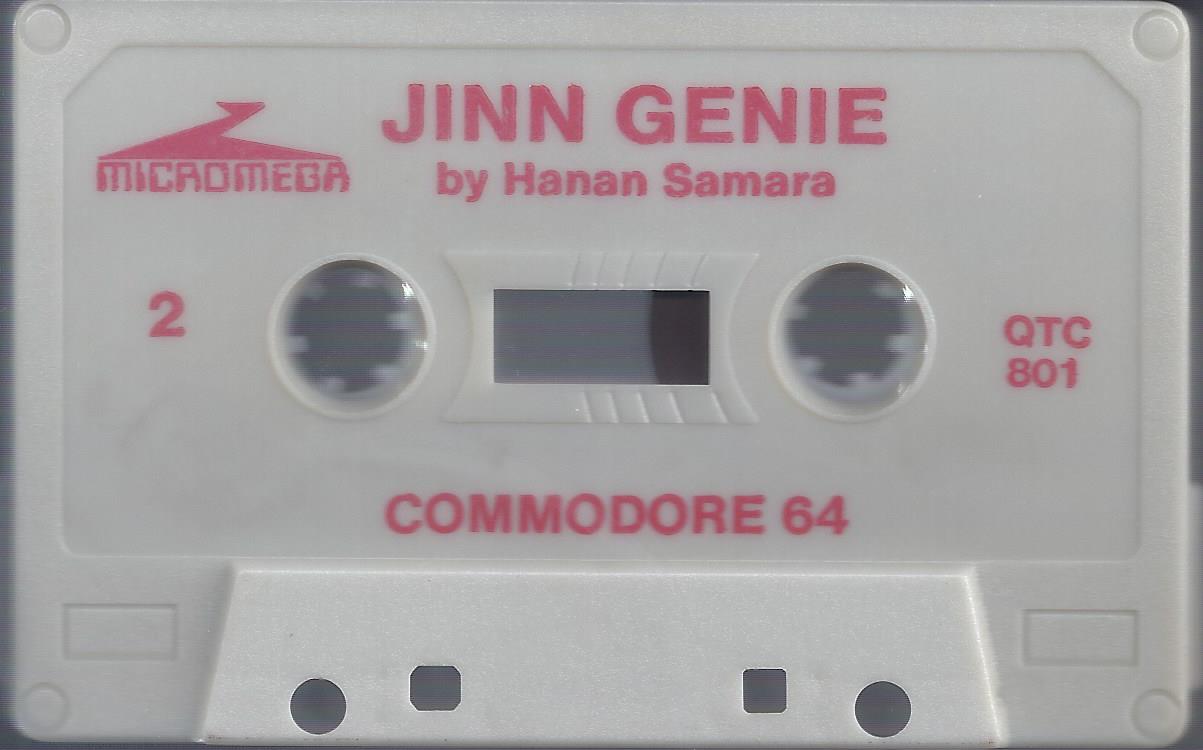 JINN GENIE
MICROMEGA
by Hanan Samara
2
QTC
801
COMMODORE 64